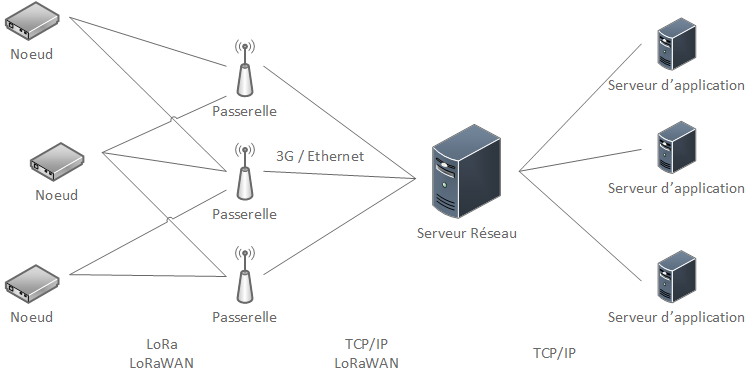 Noeud
Serveur d’application
Passerelle
3G / Ethernet
Noeud
Serveur d’application
Passerelle
Serveur Réseau
Noeud
Passerelle
Serveur d’application
LoRa
LoRaWAN
TCP/IP
LoRaWAN
TCP/IP